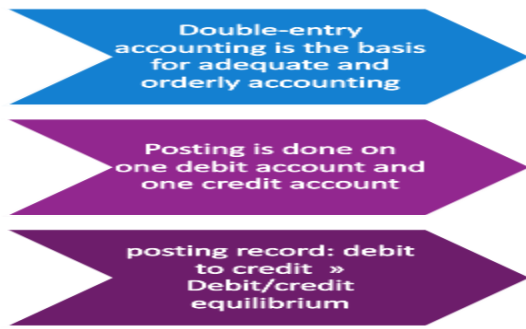 Double-entry
accounting is the basis
for adequate and
orderly accounting
Posting is done on
one debit account and
one credit account
posting record: debit
to credit »
Debit/credit
equilibrium